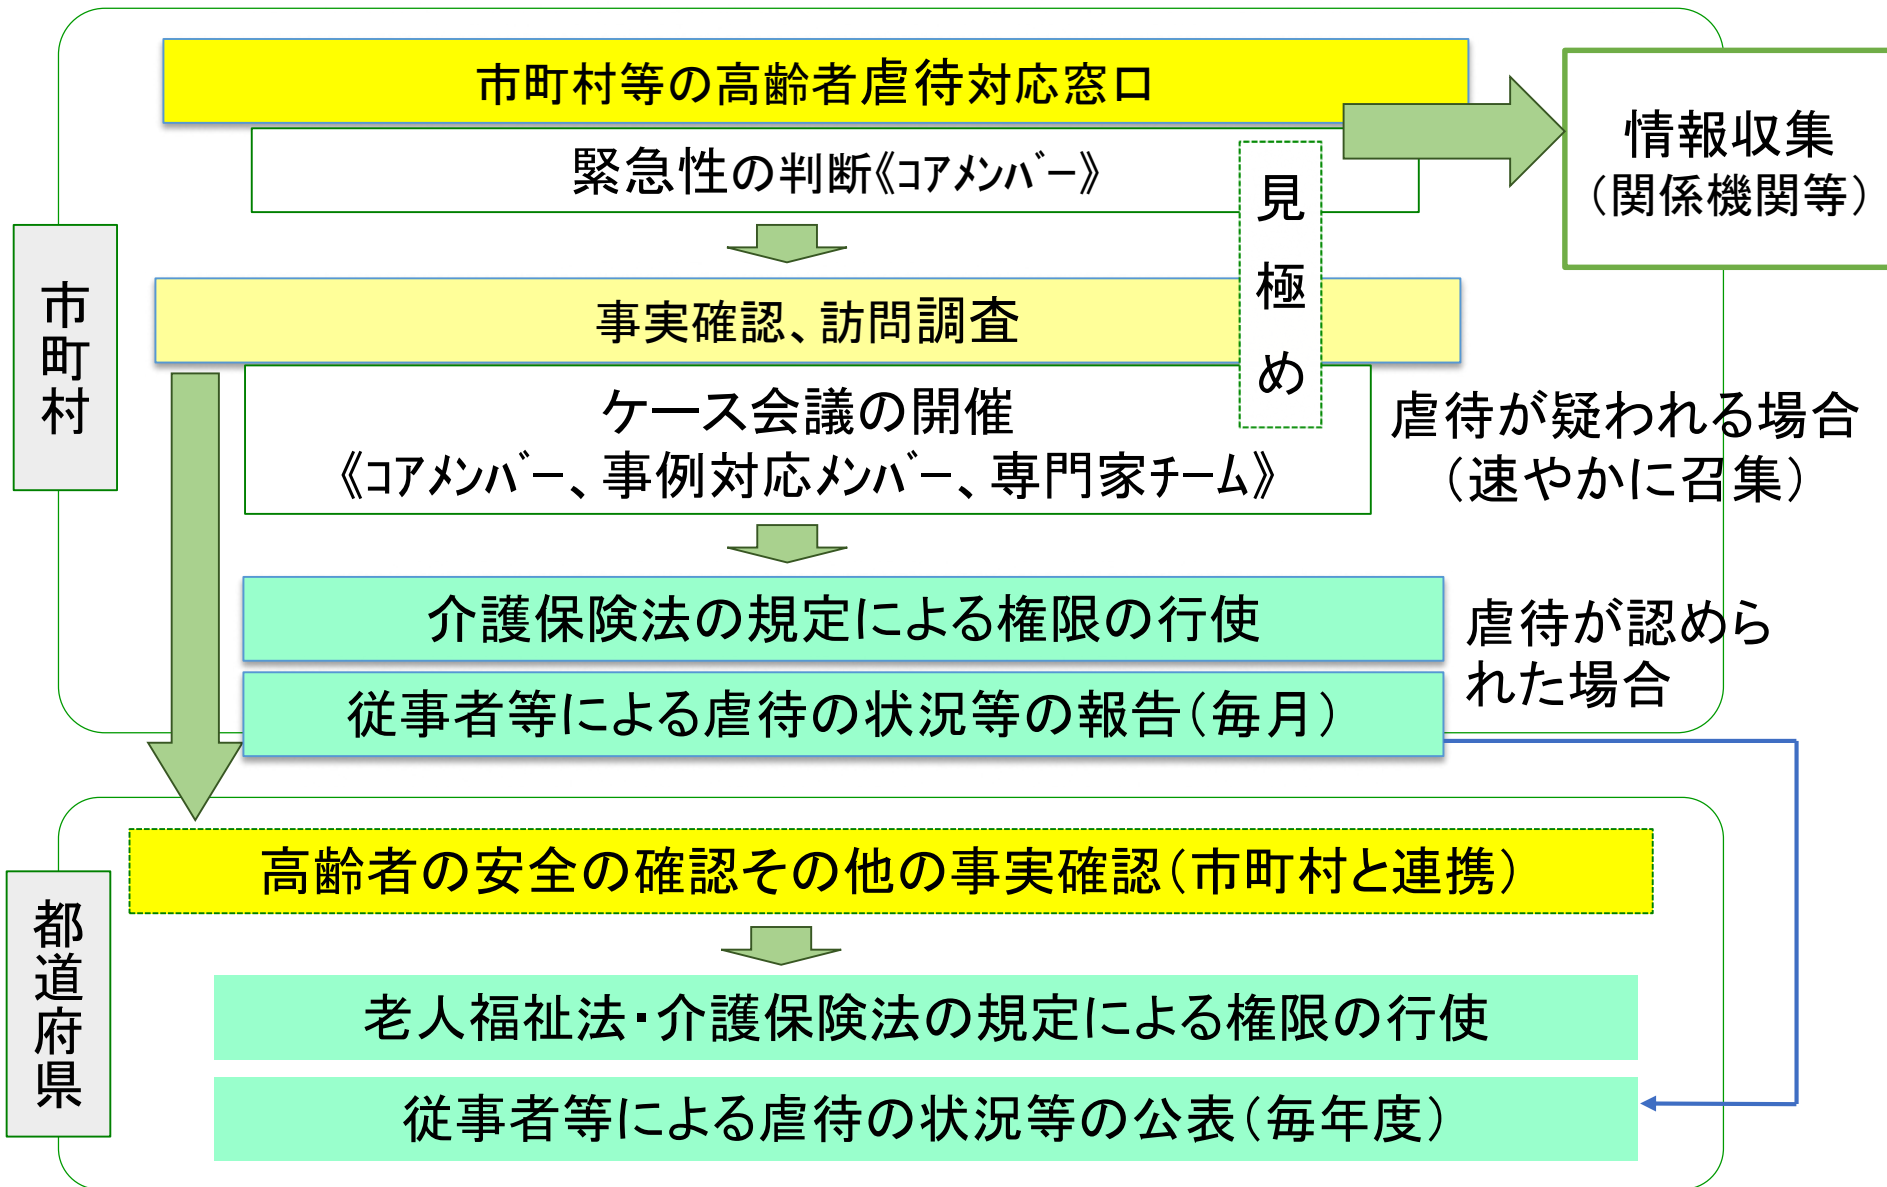 市町村等の高齢者虐待対応窓口
緊急性の判断《ｺｱﾒﾝﾊﾞｰ》
情報収集
（関係機関等）
見極め
市町村
事実確認、訪問調査
ケース会議の開催
《ｺｱﾒﾝﾊﾞｰ、事例対応ﾒﾝﾊﾞｰ、専門家ﾁｰﾑ》
虐待が疑われる場合
（速やかに召集）
介護保険法の規定による権限の行使
従事者等による虐待の状況等の報告（毎月）
虐待が認めら
れた場合
都道府県
高齢者の安全の確認その他の事実確認（市町村と連携）
老人福祉法・介護保険法の規定による権限の行使
従事者等による虐待の状況等の公表（毎年度）